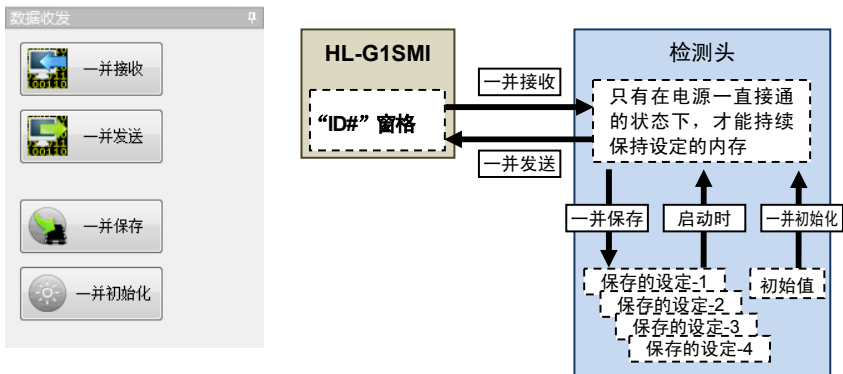 数据收发
一并接收
一并发送
一并保存
一并初始化
HL-G1SMI
“ID#”窗格
一并接收
一并发送
检测头
只有在电源一直接通
的状态下，才能持续
保持设定的内存
一并保存
启动时
一并初始化
保存的设定-1
保存的设定-2
保存的设定-3
保存的设定-4
初始值